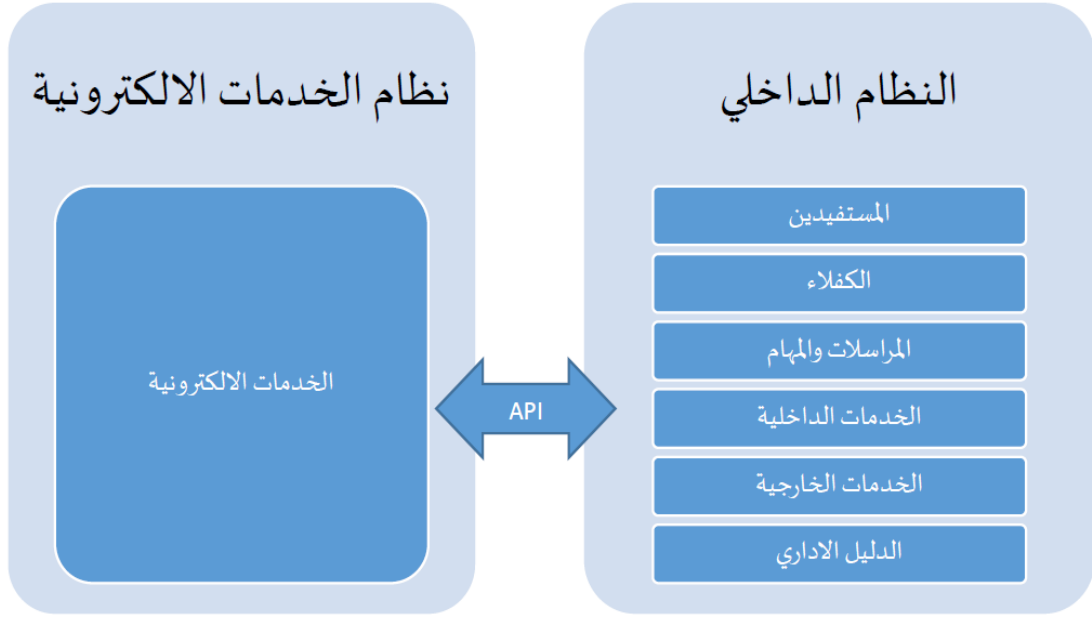 النظام الداخلي
المستفيدين
الكفلاء
المراسلات والمهام
الخدمات الداخلية
الخدمات الخارجية
الدليل الاداري
API
نظام الخدمات الالكترونية
الخدمات الالكترونية